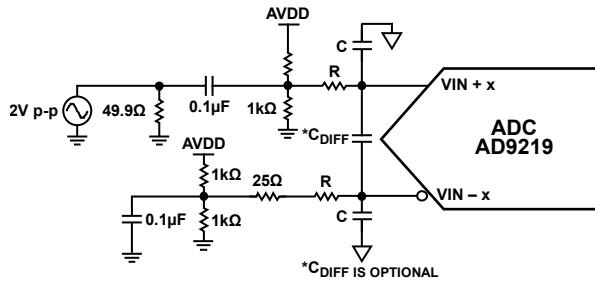 AVDD
C
R
VIN + x
2V p-p
49.9Ω
0.1µF
1kΩ
*CDIFF
ADC
AD9219
AVDD
1kΩ
25Ω
R
VIN – x
0.1µF
1kΩ
C
*CDIFF IS OPTIONAL